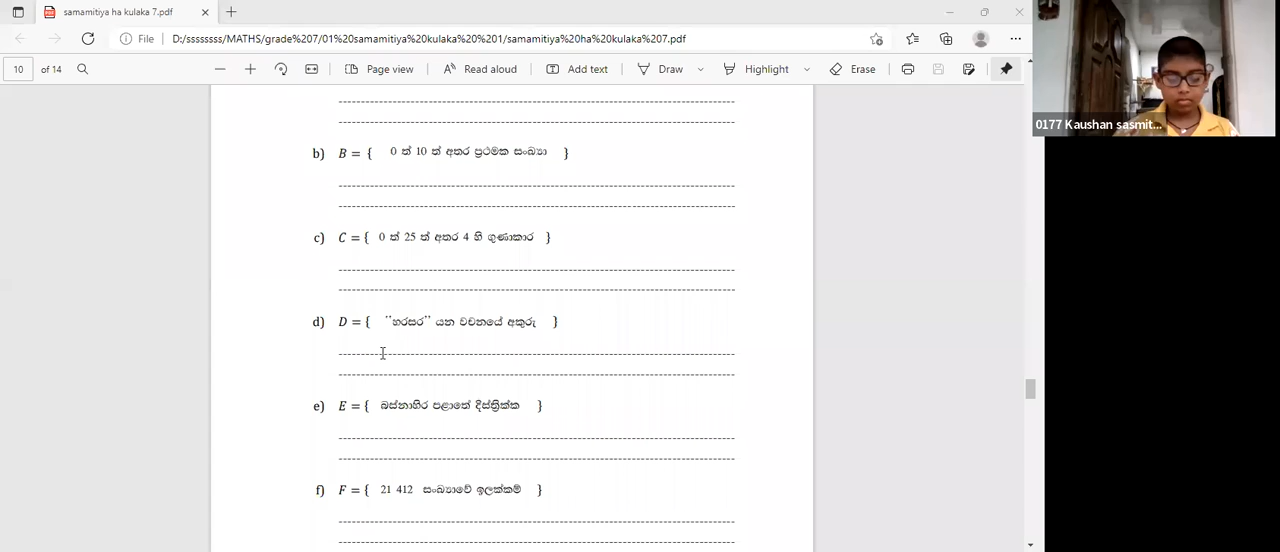 samamitiya ha kulaka 7.pdf
File D:/ssssssss/MATHS/grade%207/01%20samamitiya%20kulaka%20%201/samamitiya%20ha%20kulaka%207.pdf
10 of 14 Page view Read aloud Add text Draw Highlight Erase
0177 Kaushan sasmit...
b) B = { 0 ත් 10 ත් අතර ප්‍රථමක සංඛ්‍යා }
c) C = { 0 ත් 25 ත් අතර 4 හි ගුණාකාර }
d) D = { ''හරසර'' යන වචනයේ අකුරු }
e) E = { බස්නාහිර පළාතේ දිස්ත්‍රික්ක }
f) F = { 21 412 සංඛ්‍යාවේ ඉලක්කම් }